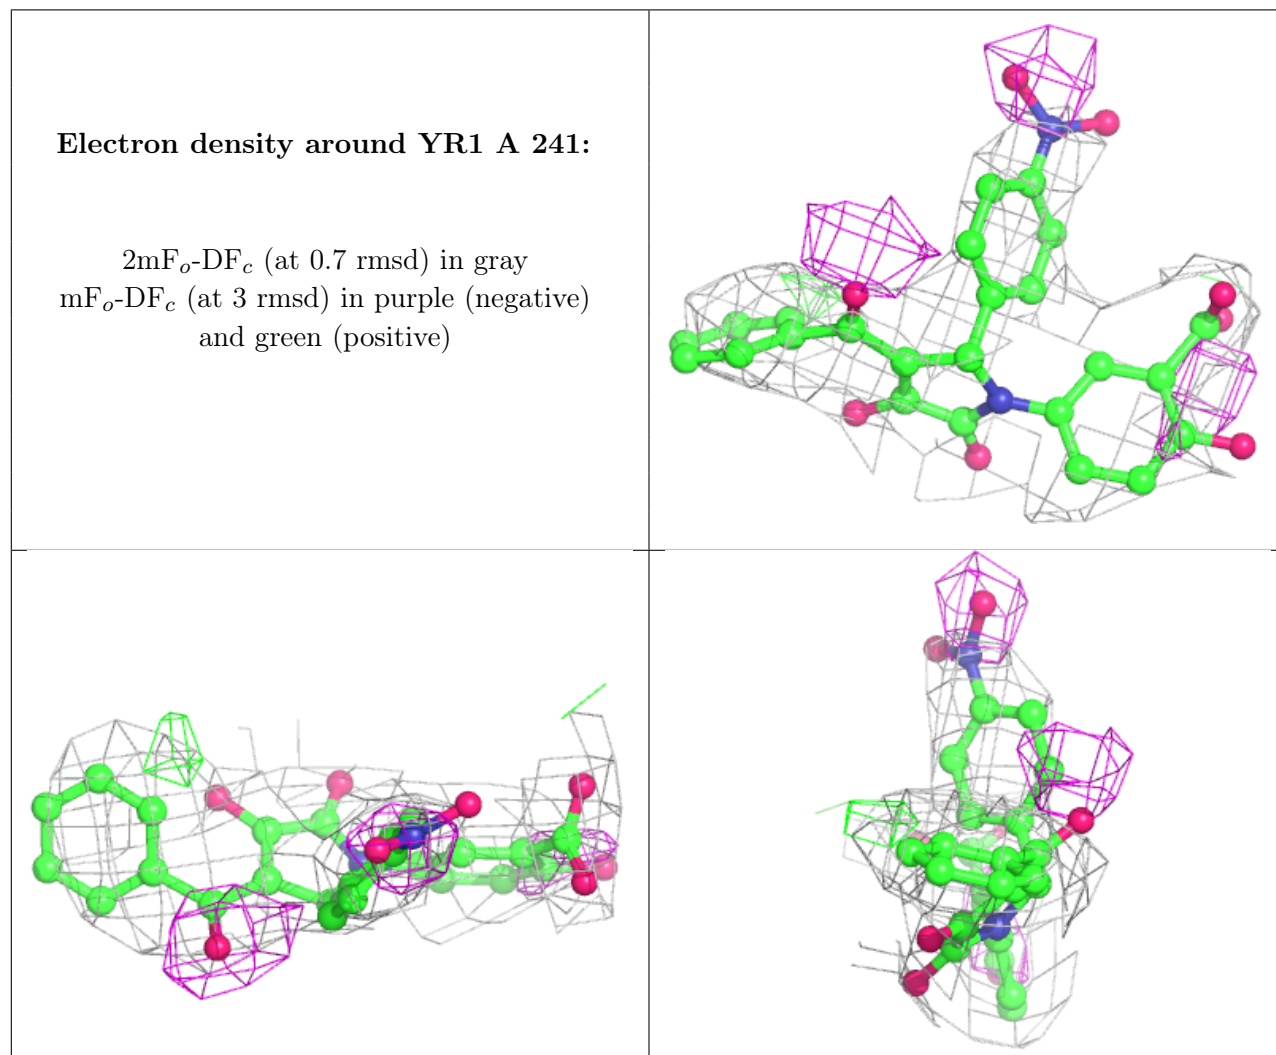 Electron density around YR1 A 241:
2mFo-DFc (at 0.7 rmsd) in gray
mFo-DFc (at 3 rmsd) in purple (negative)
and green (positive)